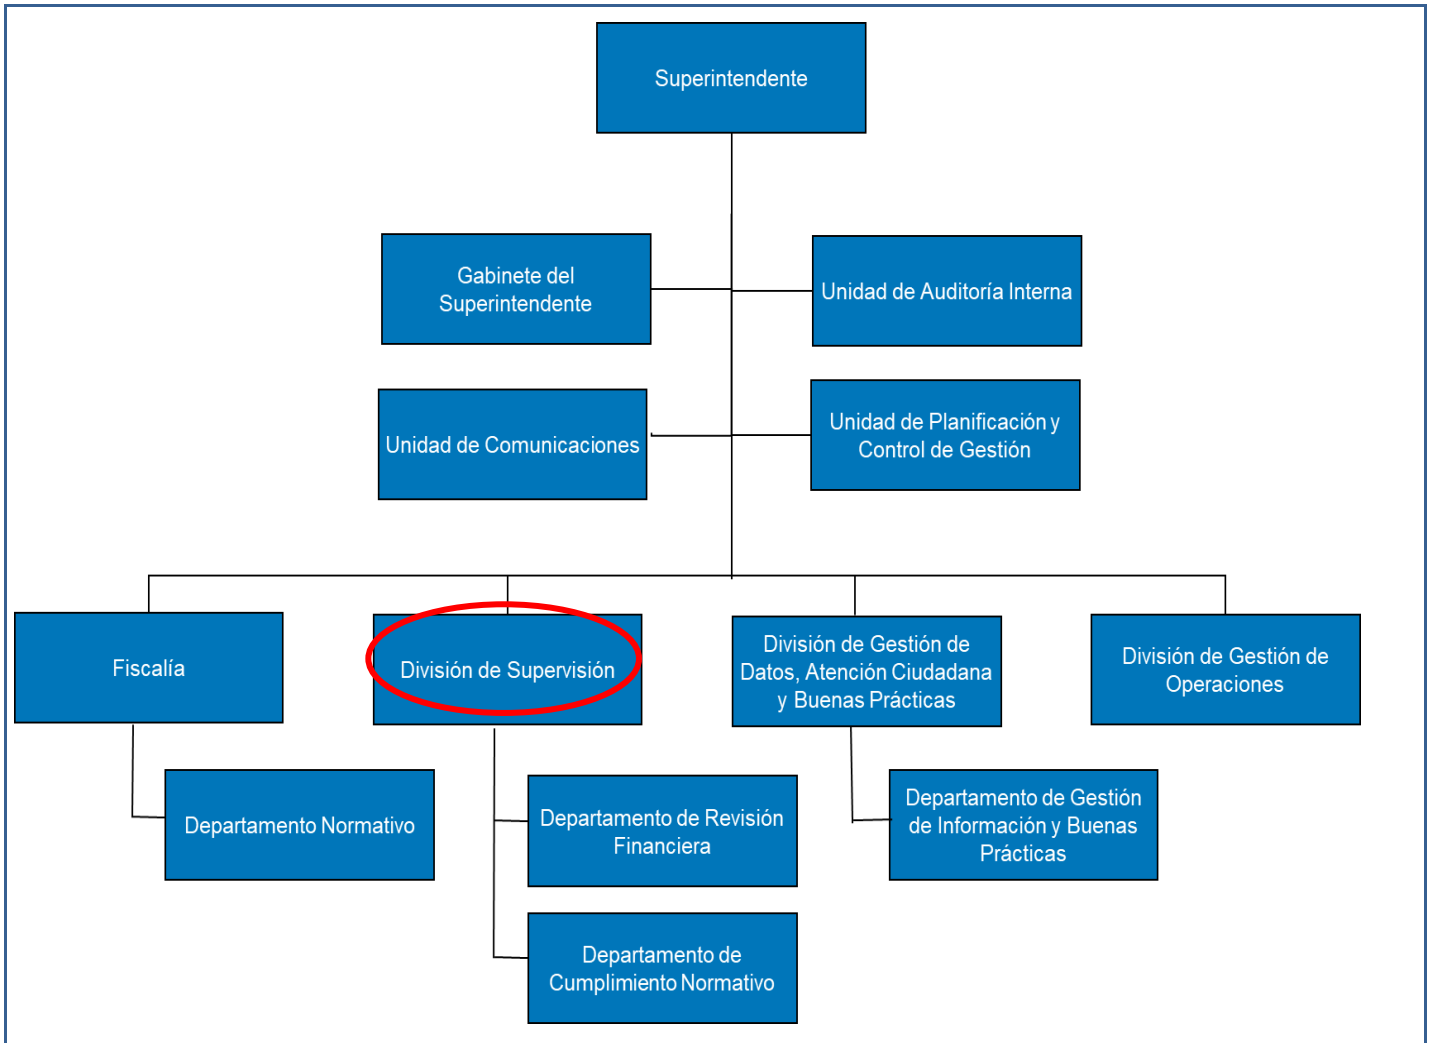 Superintendente
Gabinete del
Superintendente
Unidad de Auditoría Interna
Unidad de Comunicaciones
Unidad de Planificación y
Control de Gestión
Fiscalía
División de Supervisión
División de Gestión de
Datos, Atención Ciudadana
y Buenas Prácticas
División de Gestión de
Operaciones
Departamento Normativo
Departamento de Revisión
Financiera
Departamento de Gestión
de Información y Buenas
Prácticas
Departamento de
Cumplimiento Normativo